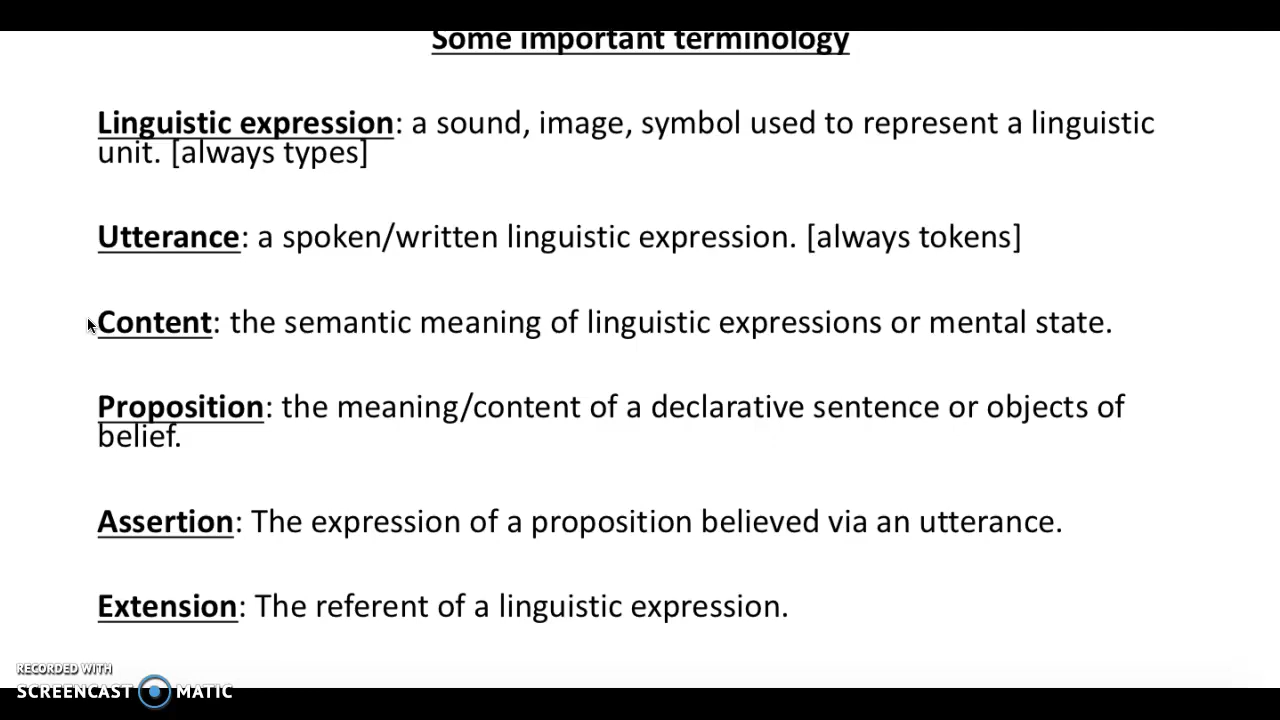 Some important terminology
Linguistic expression: a sound, image, symbol used to represent a linguistic
unit. [always types]
Utterance: a spoken/written linguistic expression. [always tokens]
Content: the semantic meaning of linguistic expressions or mental state.
Proposition: the meaning/content of a declarative sentence or objects of
belief.
Assertion: The expression of a proposition believed via an utterance.
Extension: The referent of a linguistic expression.
RECORDED WITH
SCREENCAST MATIC